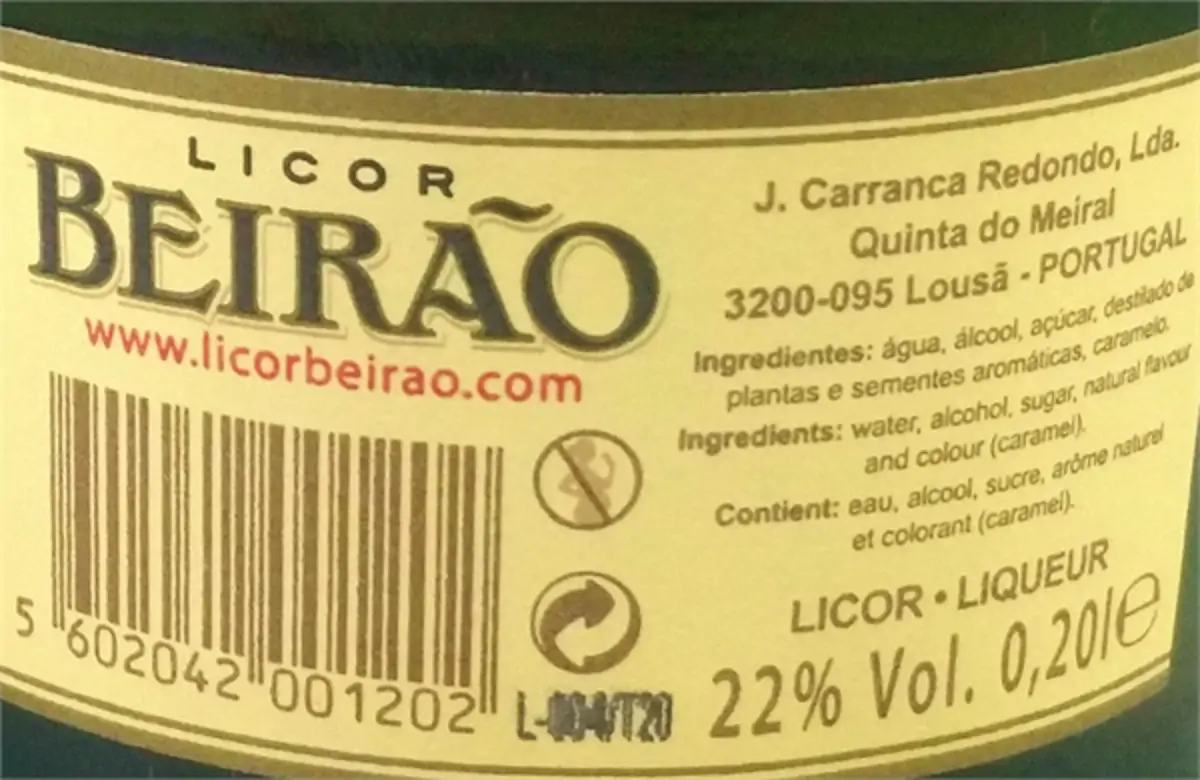 LICOR
BEIRÃO
www.licorbeirao.com
5 602042 001202
J. Carranca Redondo, Lda.
Quinta do Meiral
3200-095 Lousã - PORTUGAL
Ingredientes: água, álcool, açúcar, destilado de
plantas e sementes aromáticas, caramelo.
Ingredients: water, alcohol, sugar, natural flavour
and colour (caramel).
Contient: eau, alcool, sucre, arôme naturel
et colorant (caramel).
LICOR • LIQUEUR
22% Vol. 0,20l e